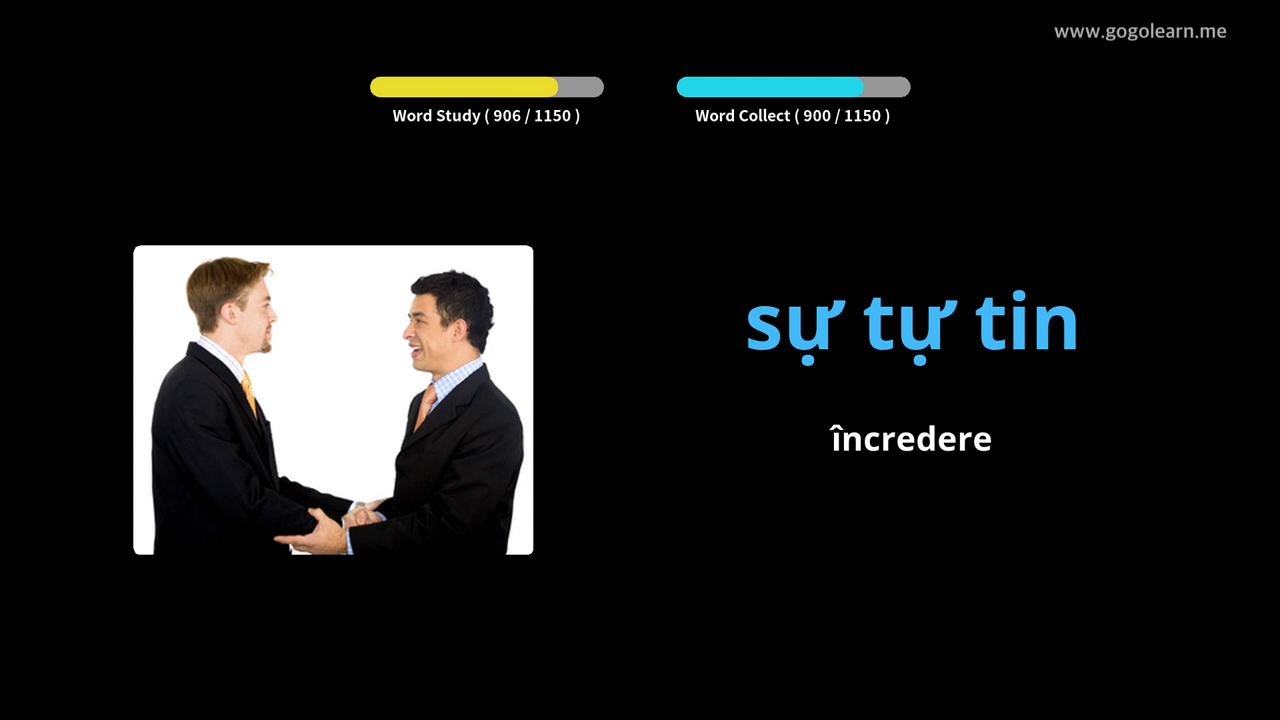 www.gogolearn.me
Word Study ( 906 / 1150 )
Word Collect ( 900 / 1150 )
sự tự tin
încredere